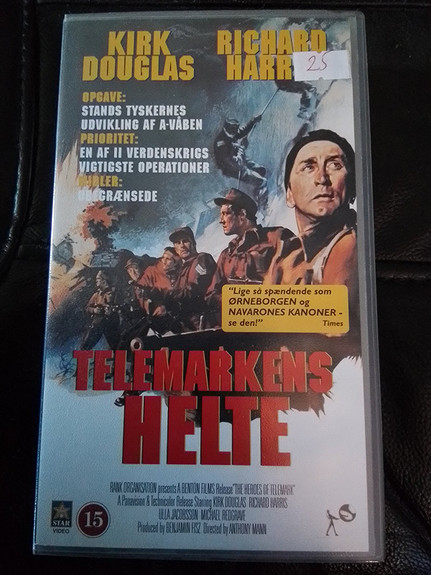 KIRK DOUGLAS
RICHARD
25
OPGAVE:
STANDS TYSKERNES
UDVIKLING AF A-VÅBEN
PRIORITET:
EN AF II VERDENSKRIGS
VIGTIGSTE OPERATIONER
"Lige så spændende som
ØRNEBORGEN og
NAVARONES KANONER -
se den!" Times
TELEMARKENS
HELTE
RANK ORGANISATION presents A BENTON FILMS Release "THE HEROES OF TELEMARK"
A Panavision & Technicolor Release Starring KIRK DOUGLAS RICHARD HARRIS
ULLA JACOBSSON MICHAEL REDGRAVE
Produced by BENJAMIN FISZ Directed by ANTHONY MANN
STAR
VIDEO
15